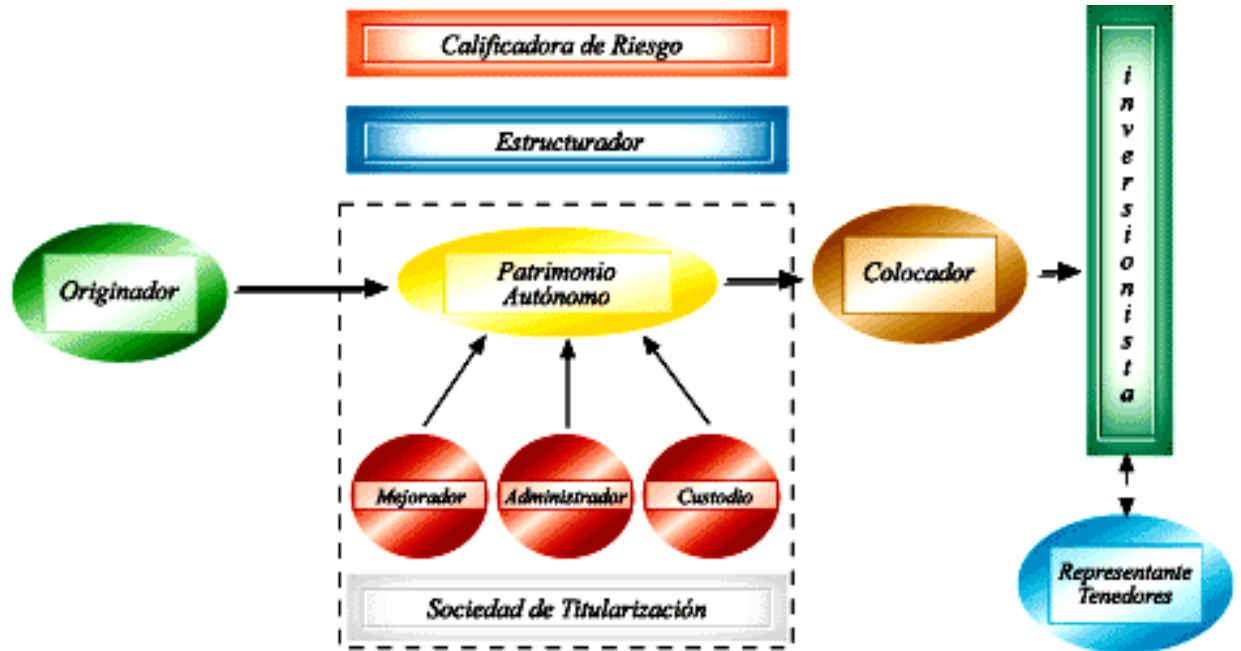 Calificadora de Riesgo
Estructurador
Originador
Patrimonio
Autónomo
Colocador
inversionista
Mejorador
Administrador
Custodio
Sociedad de Titularización
Representante
Tenedores